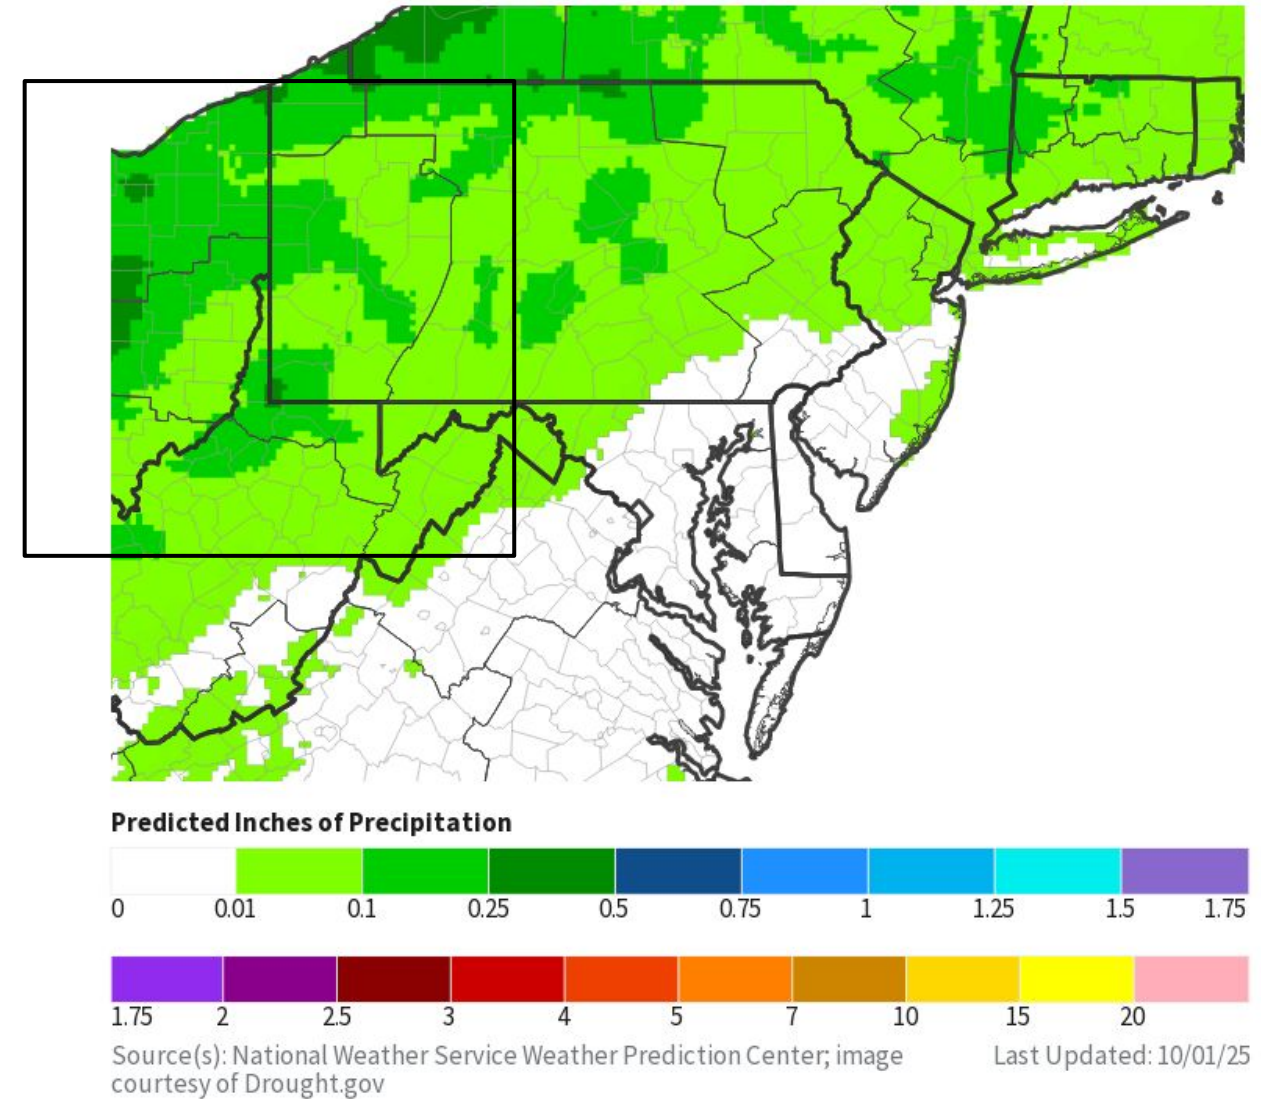 Predicted Inches of Precipitation
0 0.01 0.1 0.25 0.5 0.75 1 1.25 1.5 1.75
1.75 2 2.5 3 4 5 7 10 15 20
Source(s): National Weather Service Weather Prediction Center; image Last Updated: 10/01/25
courtesy of Drought.gov